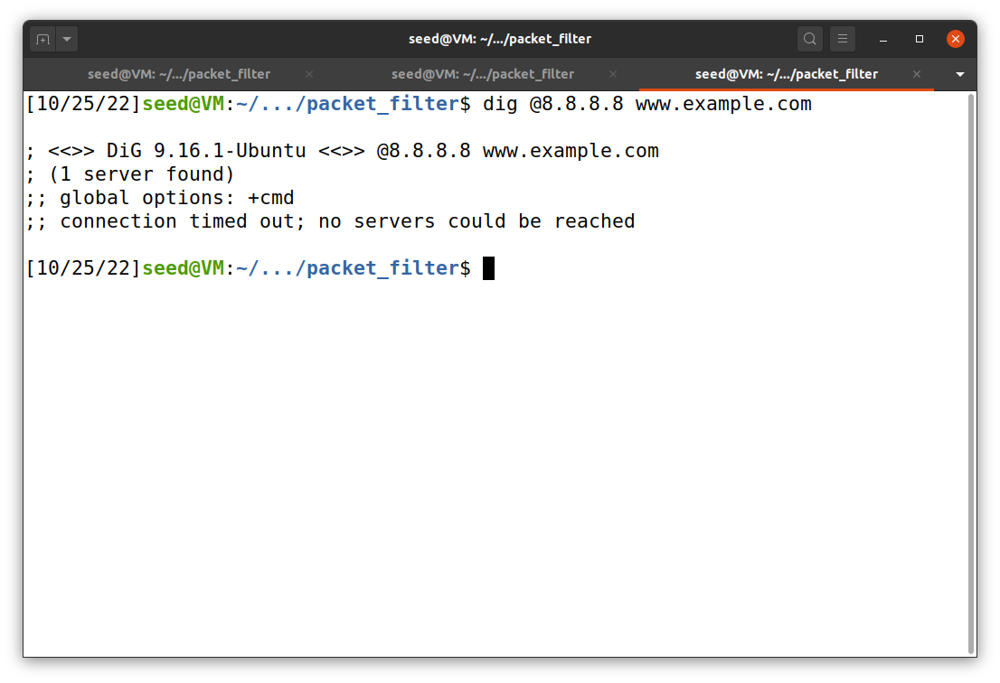 seed@VM: ~/.../packet_filter
seed@VM: ~/.../packet_filter seed@VM: ~/.../packet_filter seed@VM: ~/.../packet_filter
[10/25/22]seed@VM:~/.../packet_filter$ dig @8.8.8.8 www.example.com
; <<>> DiG 9.16.1-Ubuntu <<>> @8.8.8.8 www.example.com
; (1 server found)
;; global options: +cmd
;; connection timed out; no servers could be reached
[10/25/22]seed@VM:~/.../packet_filter$